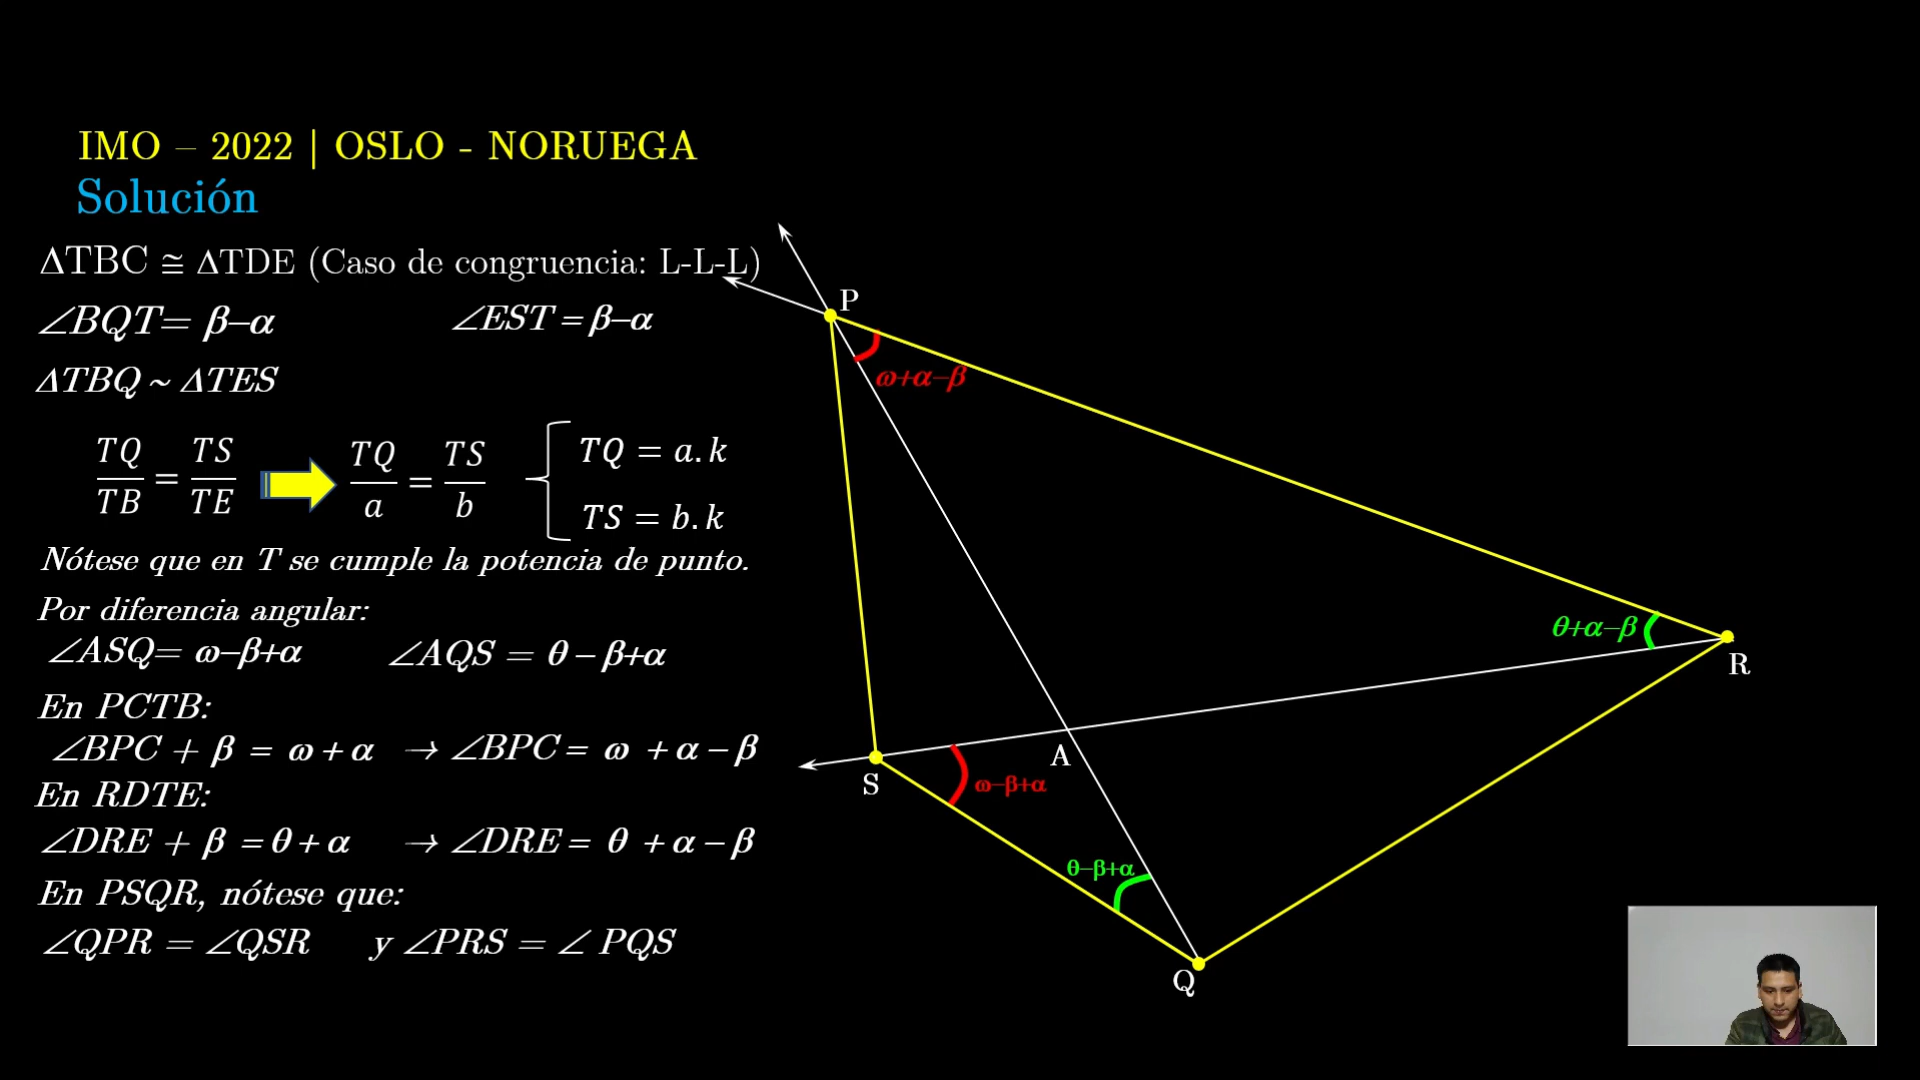 IMO – 2022 | OSLO - NORUEGA
Solución
ΔTBC ≅ ΔTDE (Caso de congruencia: L-L-L)
∠BQT= β–α ∠EST = β–α
ΔTBQ ~ ΔTES
TQ/TB = TS/TE TQ/a = TS/b { TQ = a.k
TS = b.k
Nótese que en T se cumple la potencia de punto.
Por diferencia angular:
∠ASQ= ω–β+α ∠AQS = θ – β+α
En PCTB:
∠BPC + β = ω + α → ∠BPC = ω + α – β
En RDTE:
∠DRE + β = θ + α → ∠DRE = θ + α – β
En PSQR, nótese que:
∠QPR = ∠QSR y ∠PRS = ∠ PQS
P
ω+α–β
θ+α–β
R
A
S
ω–β+α
θ–β+α
Q